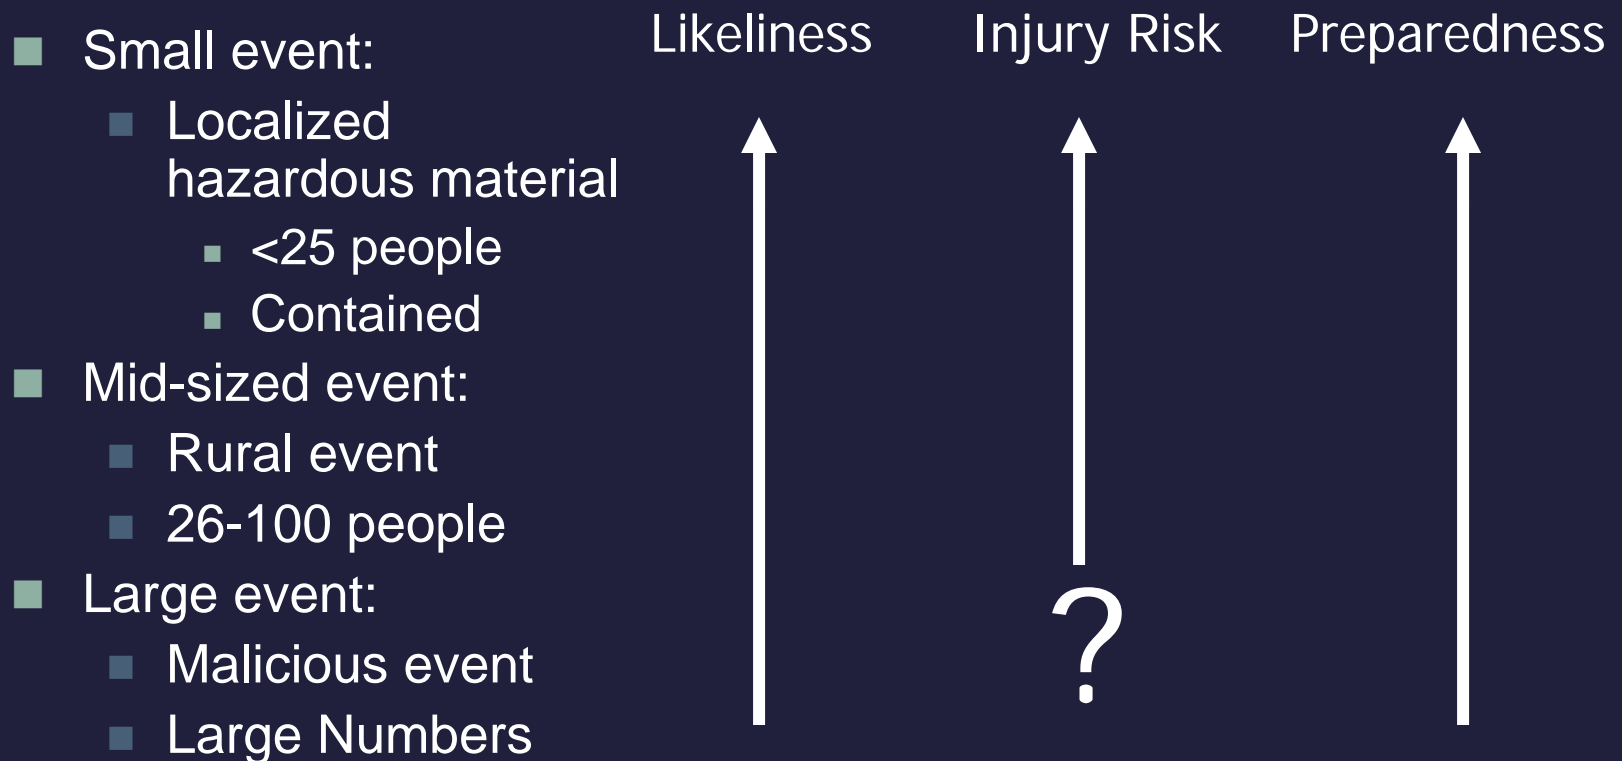 Likeliness Injury Risk Preparedness
Small event:
Localized
hazardous material
<25 people
Contained
Mid-sized event:
Rural event
26-100 people
Large event:
Malicious event
Large Numbers
?